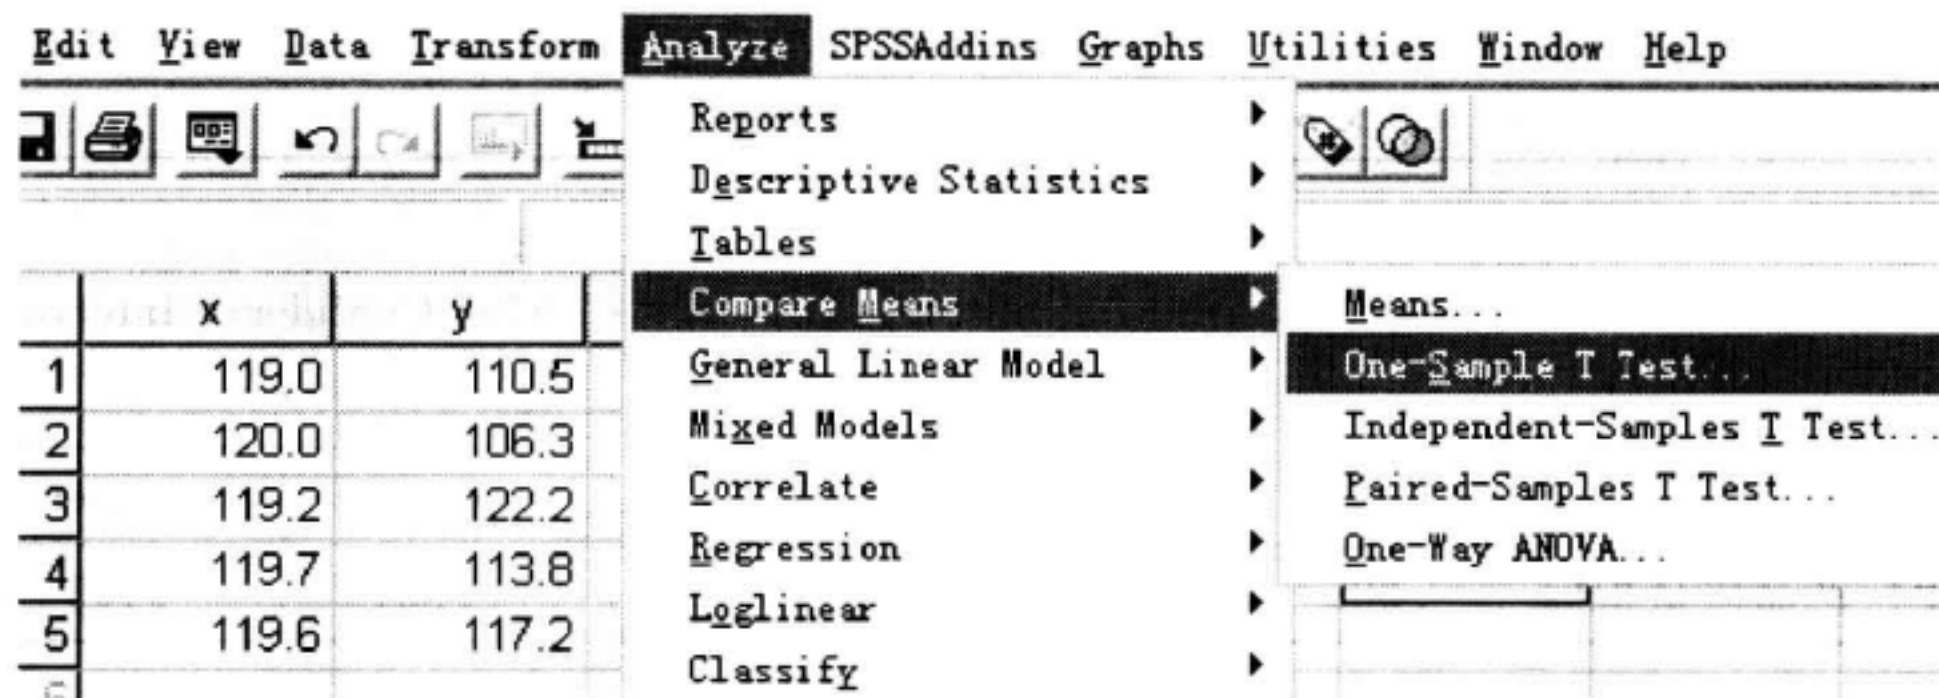 Edit View Data Transform Analyze SPSSAddins Graphs Utilities Window Help
Reports
Descriptive Statistics
Tables
Compare Means
General Linear Model
Mixed Models
Correlate
Regression
Loglinear
Classify
Means...
One-Sample T Test...
Independent-Samples T Test...
Paired-Samples T Test...
One-Way ANOVA...
x y
1 119.0 110.5
2 120.0 106.3
3 119.2 122.2
4 119.7 113.8
5 119.6 117.2